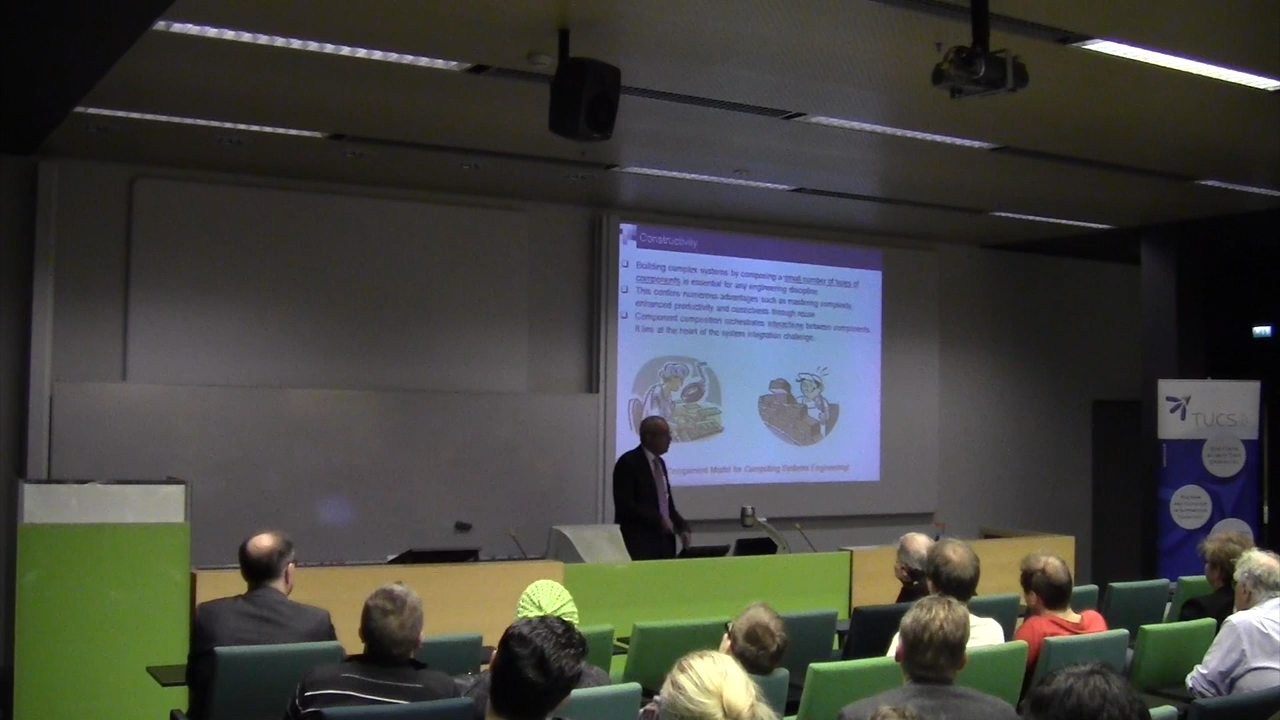 Constructivity
Building complex systems by composing a small number of types of
components is essential for any engineering discipline.
This confers numerous advantages such as mastering complexity,
enhanced productivity and correctness through reuse
Component composition orchestrates interactions between components.
It lies at the heart of the system integration challenge.
Component Model for Computing Systems Engineering!
TUCS